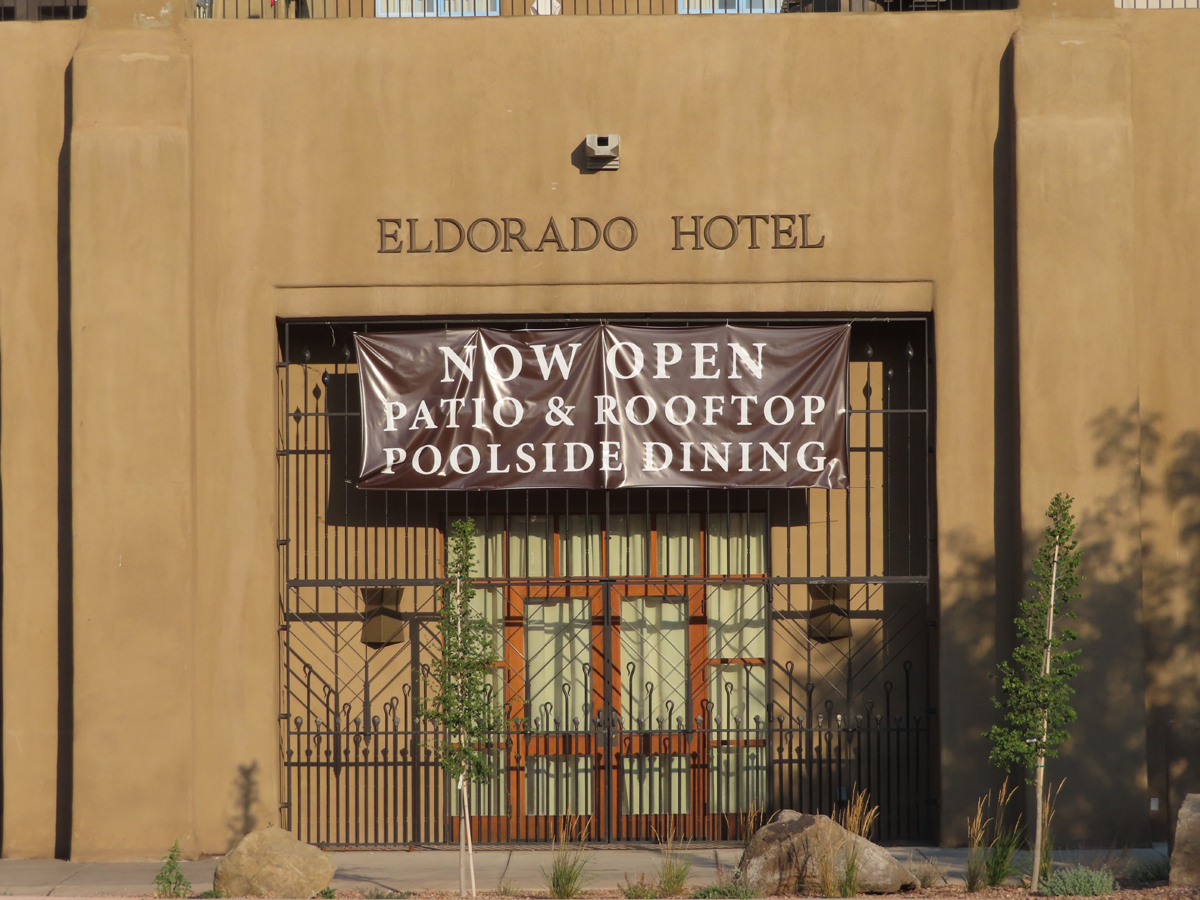 ELDORADO HOTEL
NOW OPEN
PATIO & ROOFTOP
POOLSIDE DINING